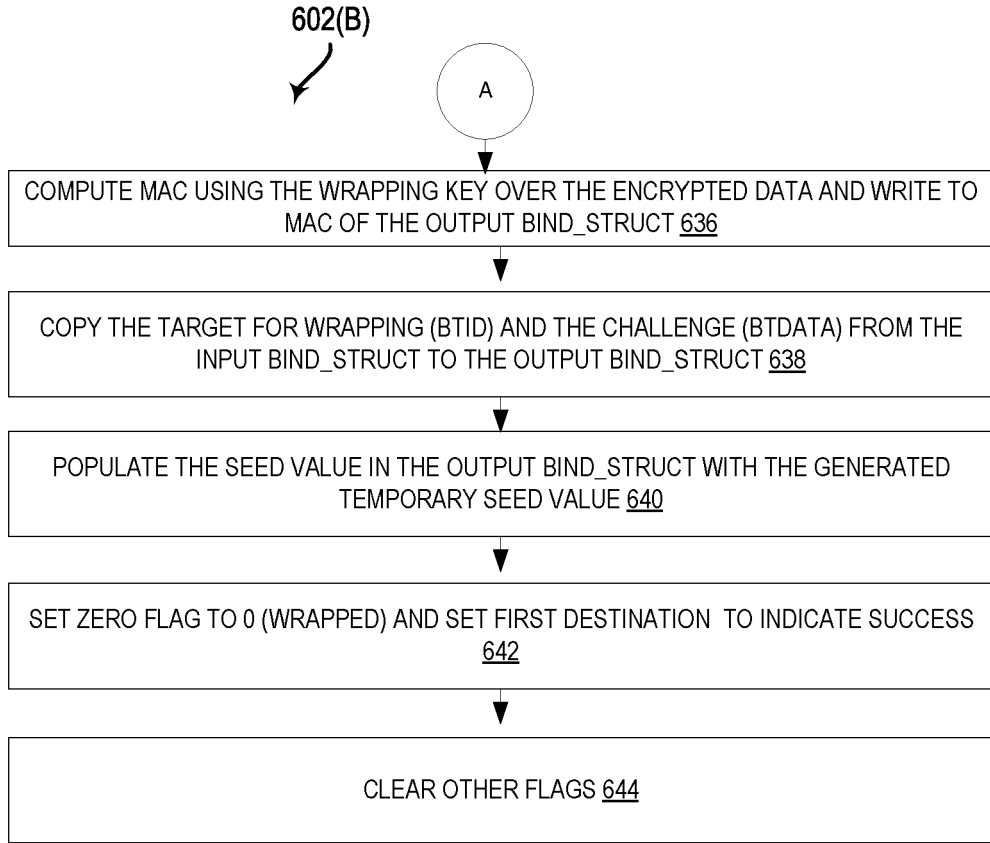 602(B)
A
COMPUTE MAC USING THE WRAPPING KEY OVER THE ENCRYPTED DATA AND WRITE TO
MAC OF THE OUTPUT BIND_STRUCT 636
COPY THE TARGET FOR WRAPPING (BTID) AND THE CHALLENGE (BTDATA) FROM THE
INPUT BIND_STRUCT TO THE OUTPUT BIND_STRUCT 638
POPULATE THE SEED VALUE IN THE OUTPUT BIND_STRUCT WITH THE GENERATED
TEMPORARY SEED VALUE 640
SET ZERO FLAG TO 0 (WRAPPED) AND SET FIRST DESTINATION TO INDICATE SUCCESS
642
CLEAR OTHER FLAGS 644